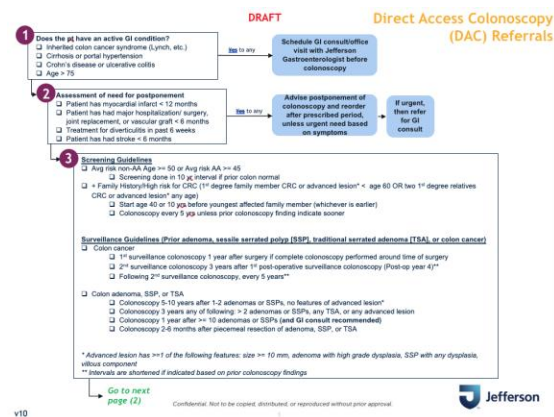 DRAFT
Direct Access Colonoscopy
(DAC) Referrals
1
Does the pt have an active GI condition?
Inherited colon cancer syndrome (Lynch, etc.)
Cirrhosis or portal hypertension
Crohn's disease or ulcerative colitis
Age > 75
Yes to any
Schedule GI consult/office
visit with Jefferson
Gastroenterologist before
colonoscopy
2
Assessment of need for postponement
Patient has myocardial infarct < 12 months
Patient has had major hospitalization/ surgery,
joint replacement, or vascular graft < 6 months
Treatment for diverticulitis in past 6 weeks
Patient has had stroke < 6 months
Yes to any
Advise postponement of
colonoscopy and reorder
after prescribed period,
unless urgent need based
on symptoms
If urgent,
then refer
for GI
consult
3
Screening Guidelines
Avg risk non-AA Age >= 50 or Avg risk AA >= 45
Screening done in 10 yr interval if prior colon normal
+ Family History/High risk for CRC (1st degree family member CRC or advanced lesion* < age 60 OR two 1st degree relatives
CRC or advanced lesion* any age)
Start age 40 or 10 yrs before youngest affected family member (whichever is earlier)
Colonoscopy every 5 yrs unless prior colonoscopy finding indicate sooner
Surveillance Guidelines (Prior adenoma, sessile serrated polyp [SSP], traditional serrated adenoma [TSA], or colon cancer)
Colon cancer
1st surveillance colonoscopy 1 year after surgery if complete colonoscopy performed around time of surgery
2nd surveillance colonoscopy 3 years after 1st post-operative surveillance colonoscopy (Post-op year 4)**
Following 2nd surveillance colonoscopy, every 5 years**
Colon adenoma, SSP, or TSA
Colonoscopy 5-10 years after 1-2 adenomas or SSPs, no features of advanced lesion*
Colonoscopy 3 years any of following: > 2 adenomas or SSPs, any TSA, or any advanced lesion
Colonoscopy 1 year after >= 10 adenomas or SSPs (and GI consult recommended)
Colonoscopy 2-6 months after piecemeal resection of adenoma, SSP, or TSA
* Advanced lesion has >=1 of the following features: size >= 10 mm, adenoma with high grade dysplasia, SSP with any dysplasia,
villous component
** Intervals are shortened if indicated based on prior colonoscopy findings
Go to next
page (2)
Confidential. Not to be copied, distributed, or reproduced without prior approval.
Jefferson
v10